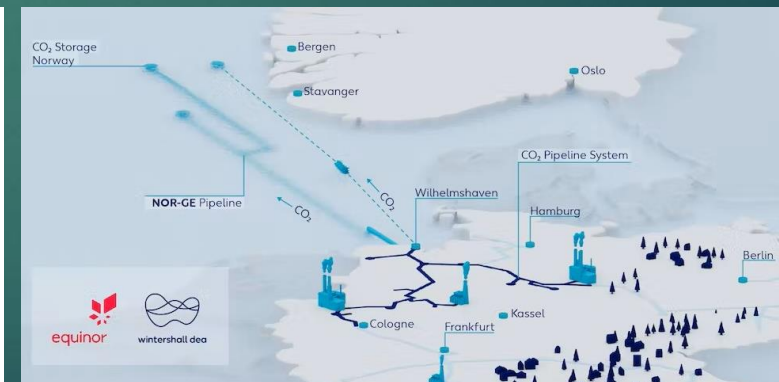 CO₂ Storage
Norway
Bergen
Oslo
Stavanger
CO₂ Pipeline System
NOR-GE Pipeline
CO₂
CO₂
Wilhelmshaven
Hamburg
Berlin
equinor
wintershall dea
Cologne
Kassel
Frankfurt